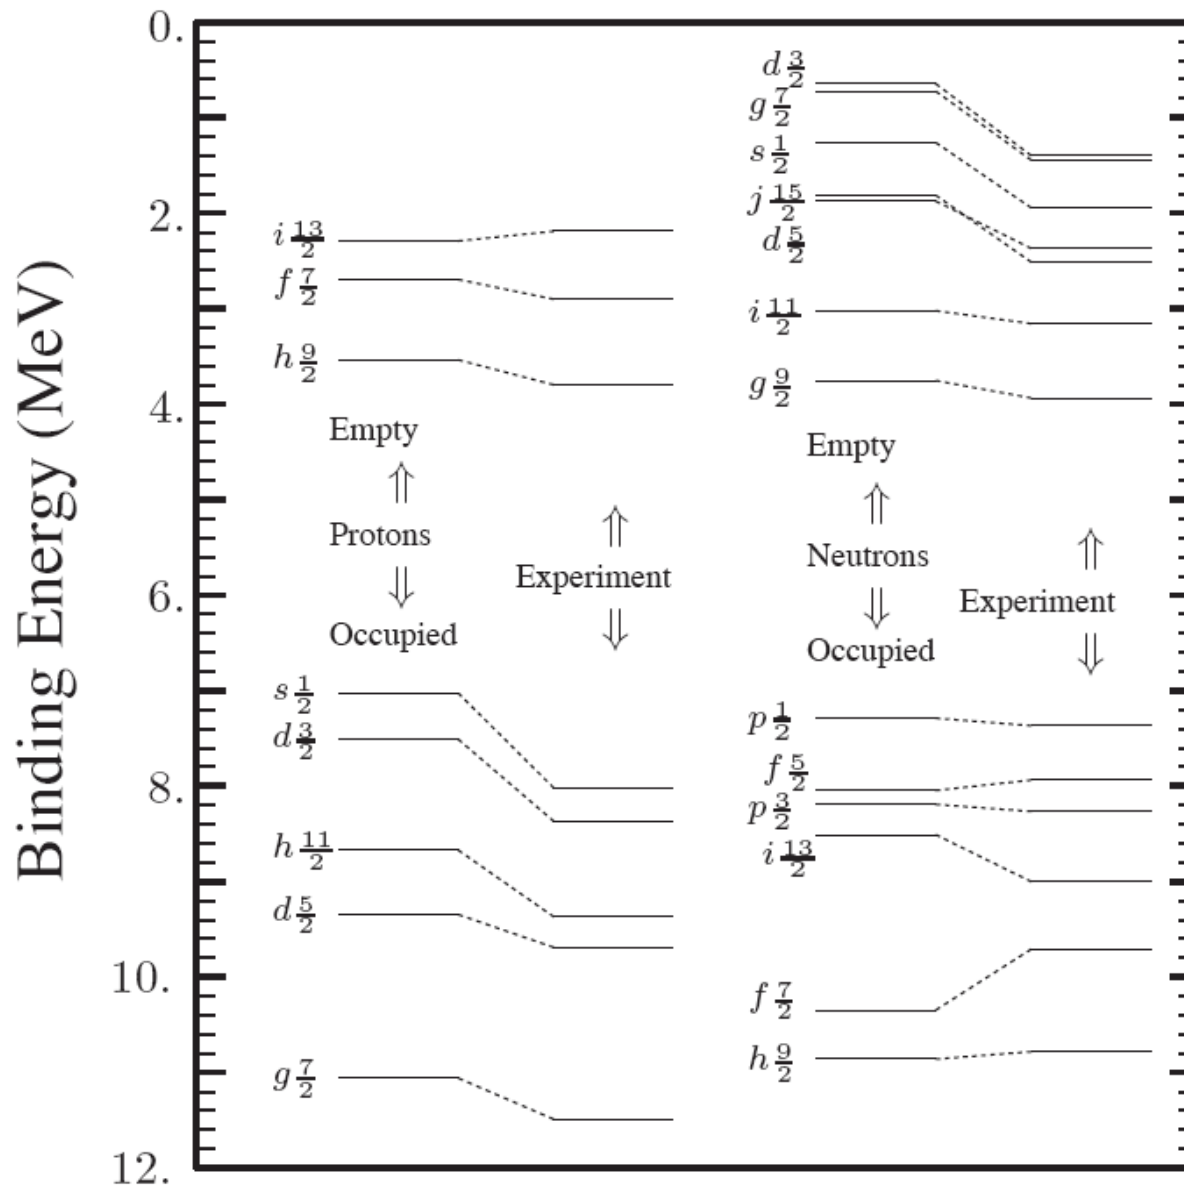 Binding Energy (MeV)
0.
2.
4.
6.
8.
10.
12.
i 13/2
f 7/2
h 9/2
Empty
⇑
Protons
⇓
Occupied
⇑
Experiment
⇓
s 1/2
d 3/2
h 11/2
d 5/2
g 7/2
d 3/2
g 7/2
s 1/2
j 15/2
d 5/2
i 11/2
g 9/2
Empty
⇑
Neutrons
⇓
Occupied
⇑
Experiment
⇓
p 1/2
f 5/2
p 3/2
i 13/2
f 7/2
h 9/2